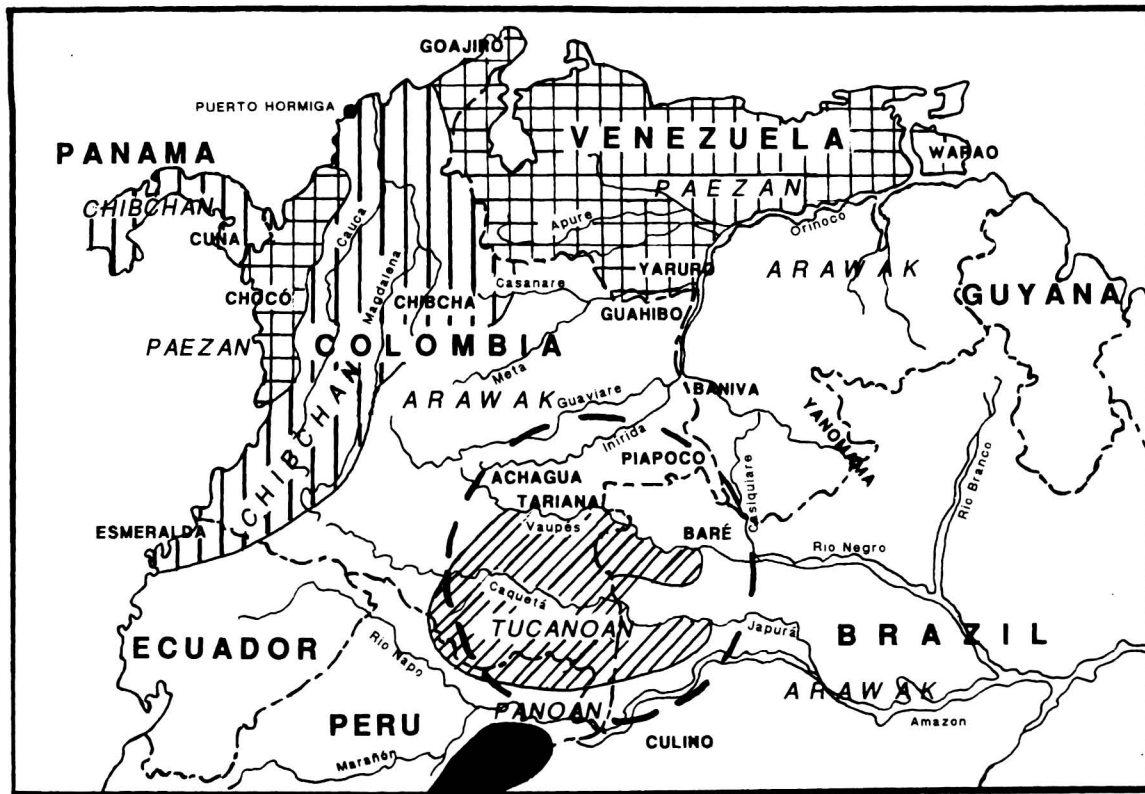 GOAJIRO
PUERTO HORMIGA
VENEZUELA
PANAMA
WARAO
PAEZAN
CHIBCHAN
Apure
Orinoco
CUNA
Cauca
YARURO
ARAWAK
Magdalena
Casanare
GUYANA
CHOCÓ
CHIBCHA
GUAHIBO
PAEZAN
COLOMBIA
Meta
BANIVA
ARAWAK
Guaviare
YANOMAMA
CHIBCHAN
Inirida
PIAPOCO
Casiquiare
Rio Branco
ACHAGUA
TARIANA
ESMERALDA
Vaupés
BARÉ
Rio Negro
Caquetá
TUCANOAN
Japurá
BRAZIL
ECUADOR
Rio Napo
ARAWAK
PANOAN
PERU
Amazon
CULINO
Marañón